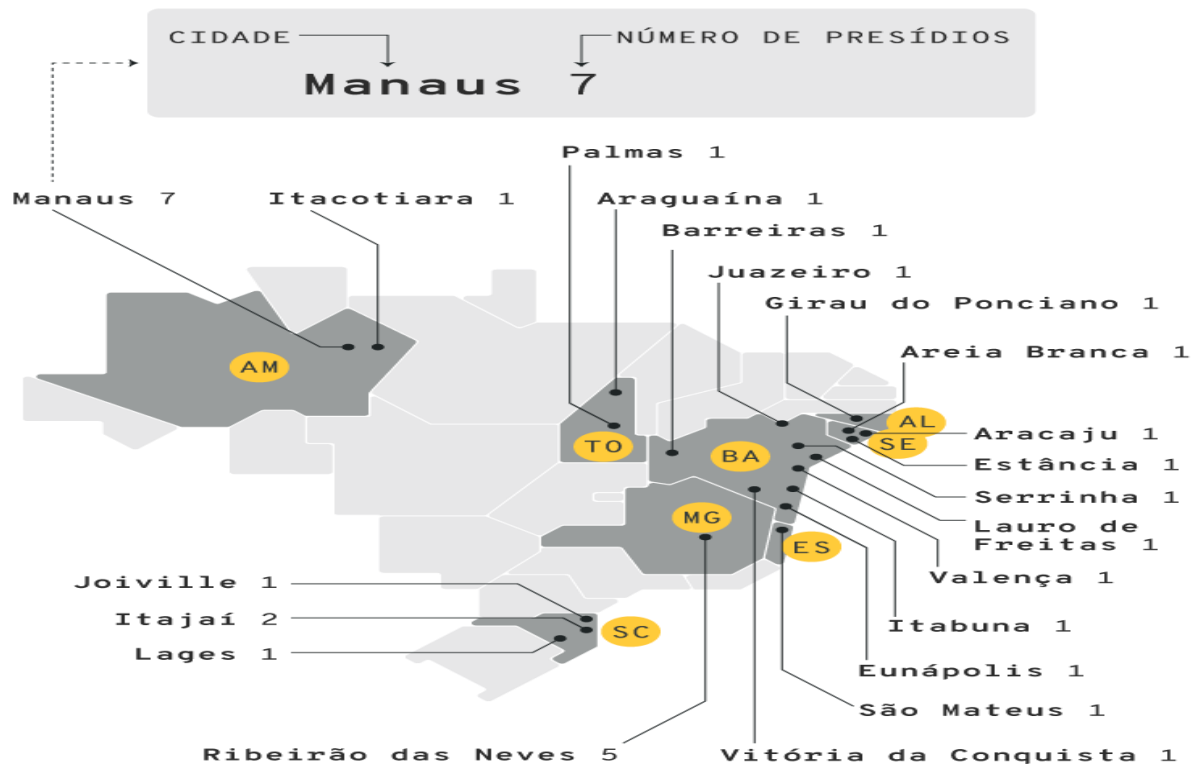 CIDADE NÚMERO DE PRESÍDIOS
Manaus 7
Palmas 1
Manaus 7 Itacotiara 1 Araguaína 1
Barreiras 1
Juazeiro 1
Girau do Ponciano 1
Areia Branca 1
AM
AL
Aracaju 1
TO BA SE
Estância 1
Serrinha 1
MG
Lauro de
Freitas 1
ES
Valença 1
Joiville 1
Itajaí 2
SC
Itabuna 1
Lages 1
Eunápolis 1
São Mateus 1
Ribeirão das Neves 5 Vitória da Conquista 1